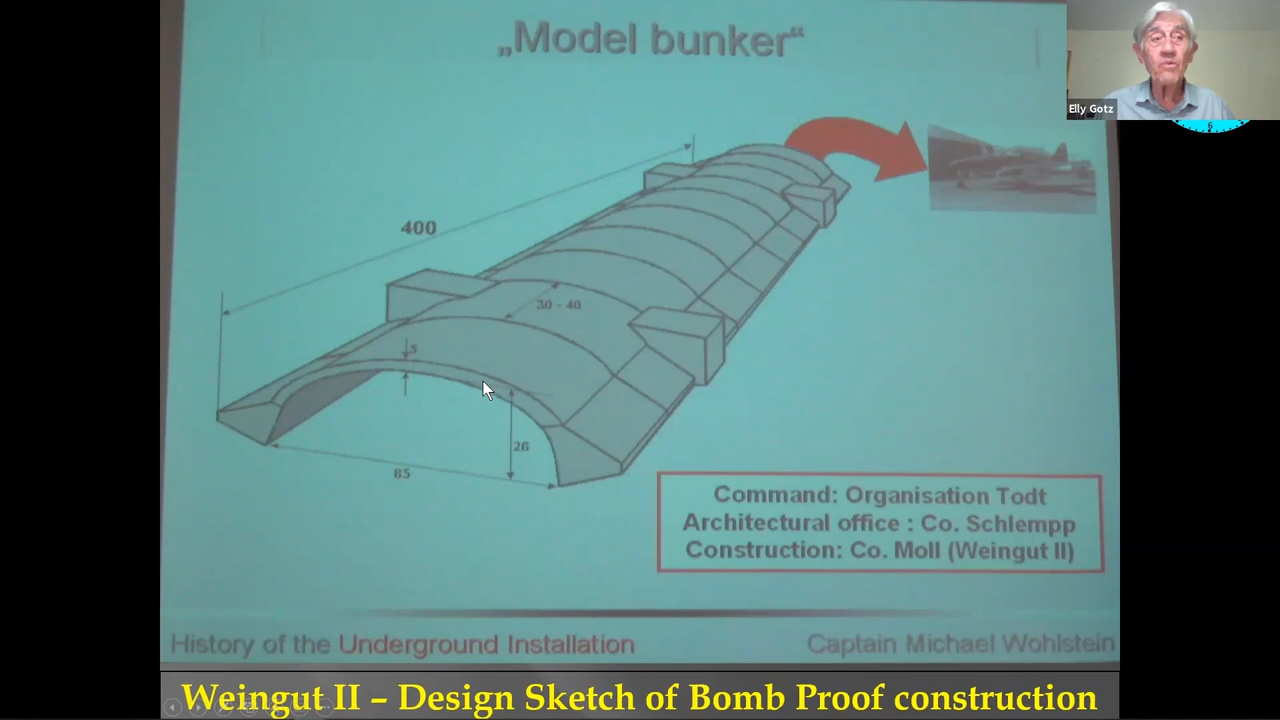 „Model bunker“
Elly Gotz
6
400
30 - 40
5
26
85
Command: Organisation Todt
Architectural office : Co. Schlempp
Construction: Co. Moll (Weingut II)
History of the Underground Installation
Captain Michael Wohlstein
Weingut II – Design Sketch of Bomb Proof construction